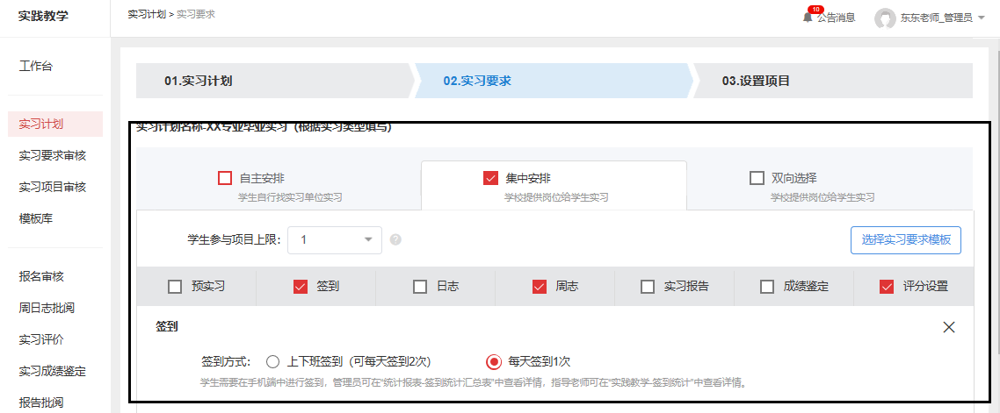 实践教学
实习计划 > 实习要求
10
公告消息
东东老师_管理员
工作台
实习计划
实习要求审核
实习项目审核
模板库
报名审核
周日志批阅
实习评价
实习成绩鉴定
报告批阅
01.实习计划
02.实习要求
03.设置项目
实习计划名称-XX专业毕业实习（根据实习类型填写）
自主安排
学生自行找实习单位实习
集中安排
学校提供岗位给学生实习
双向选择
学校提供岗位给学生实习
学生参与项目上限: 1 ?
选择实习要求模板
预实习 签到 日志 周志 实习报告 成绩鉴定 评分设置
签到
签到方式: 上下班签到（可每天签到2次） 每天签到1次
学生需要在手机端中进行签到，管理员可在“统计报表-签到统计汇总表”中查看详情，指导老师可在“实践教学-签到统计”中查看详情。